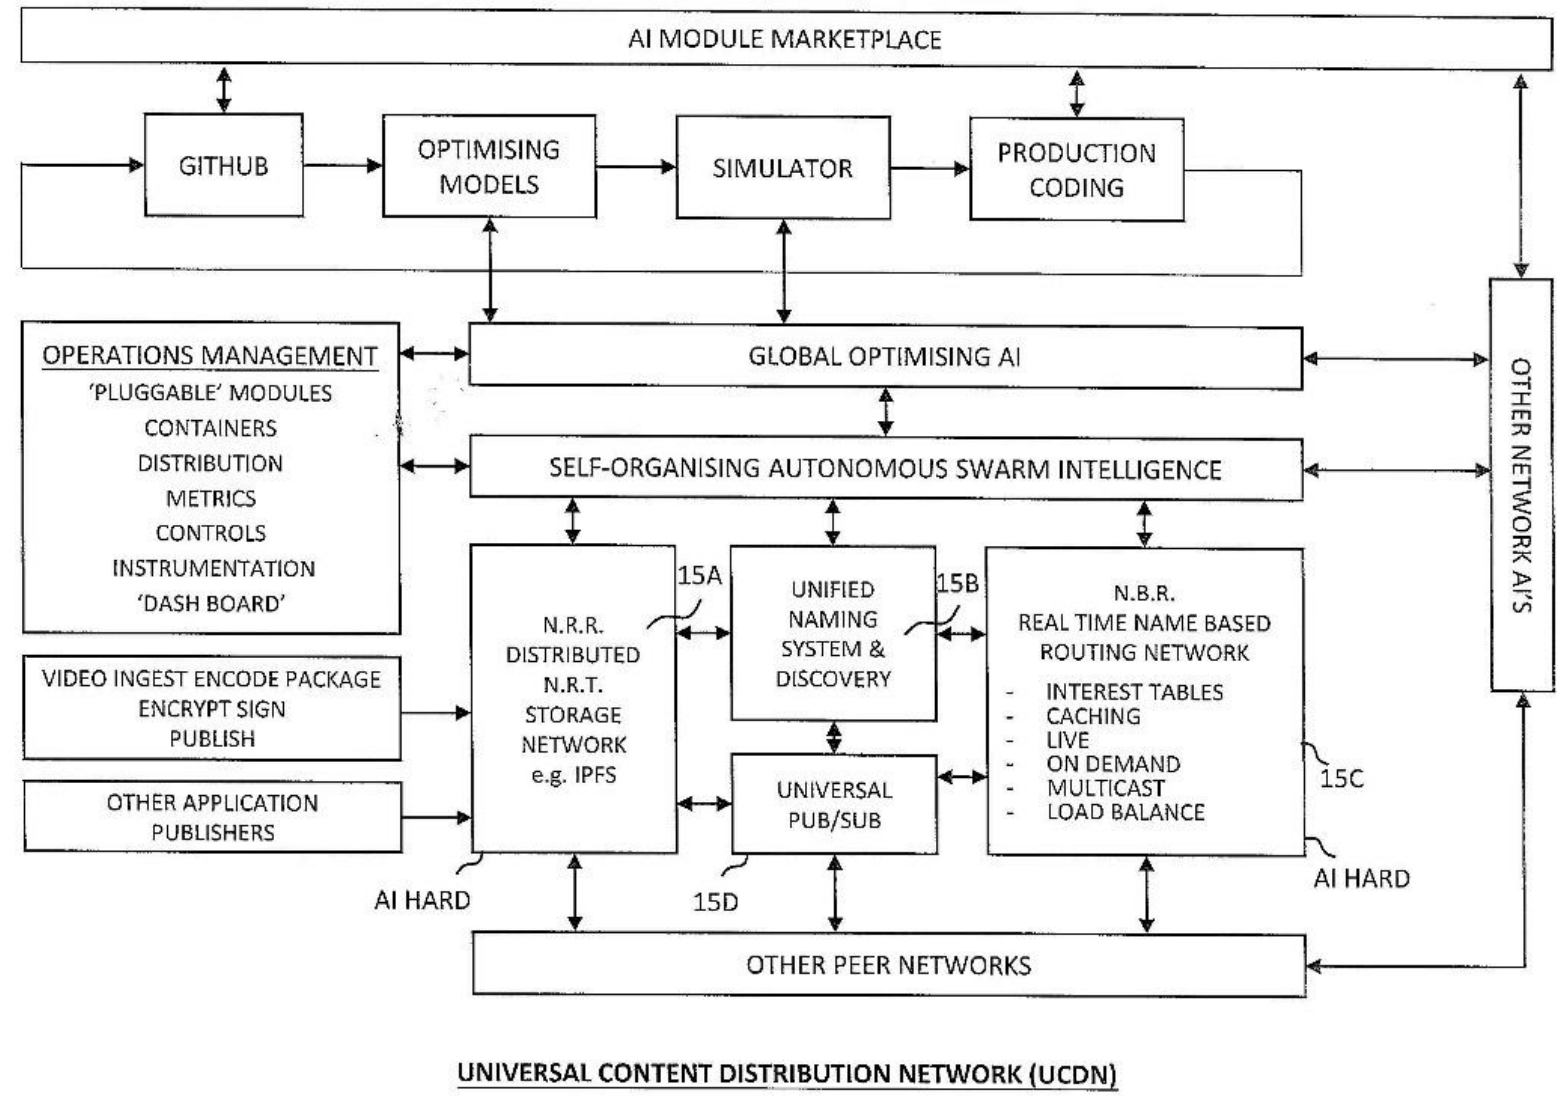 AI MODULE MARKETPLACE
GITHUB
OPTIMISING
MODELS
SIMULATOR
PRODUCTION
CODING
OPERATIONS MANAGEMENT
'PLUGGABLE' MODULES
CONTAINERS
DISTRIBUTION
METRICS
CONTROLS
INSTRUMENTATION
'DASH BOARD'
GLOBAL OPTIMISING AI
SELF-ORGANISING AUTONOMOUS SWARM INTELLIGENCE
OTHER NETWORK AI'S
VIDEO INGEST ENCODE PACKAGE
ENCRYPT SIGN
PUBLISH
OTHER APPLICATION
PUBLISHERS
N.R.R.
DISTRIBUTED
N.R.T.
STORAGE
NETWORK
e.g. IPFS
15A
AI HARD
UNIFIED
NAMING
SYSTEM &
DISCOVERY
15B
UNIVERSAL
PUB/SUB
15D
N.B.R.
REAL TIME NAME BASED
ROUTING NETWORK
- INTEREST TABLES
- CACHING
- LIVE
- ON DEMAND
- MULTICAST
- LOAD BALANCE
15C
AI HARD
OTHER PEER NETWORKS
UNIVERSAL CONTENT DISTRIBUTION NETWORK (UCDN)